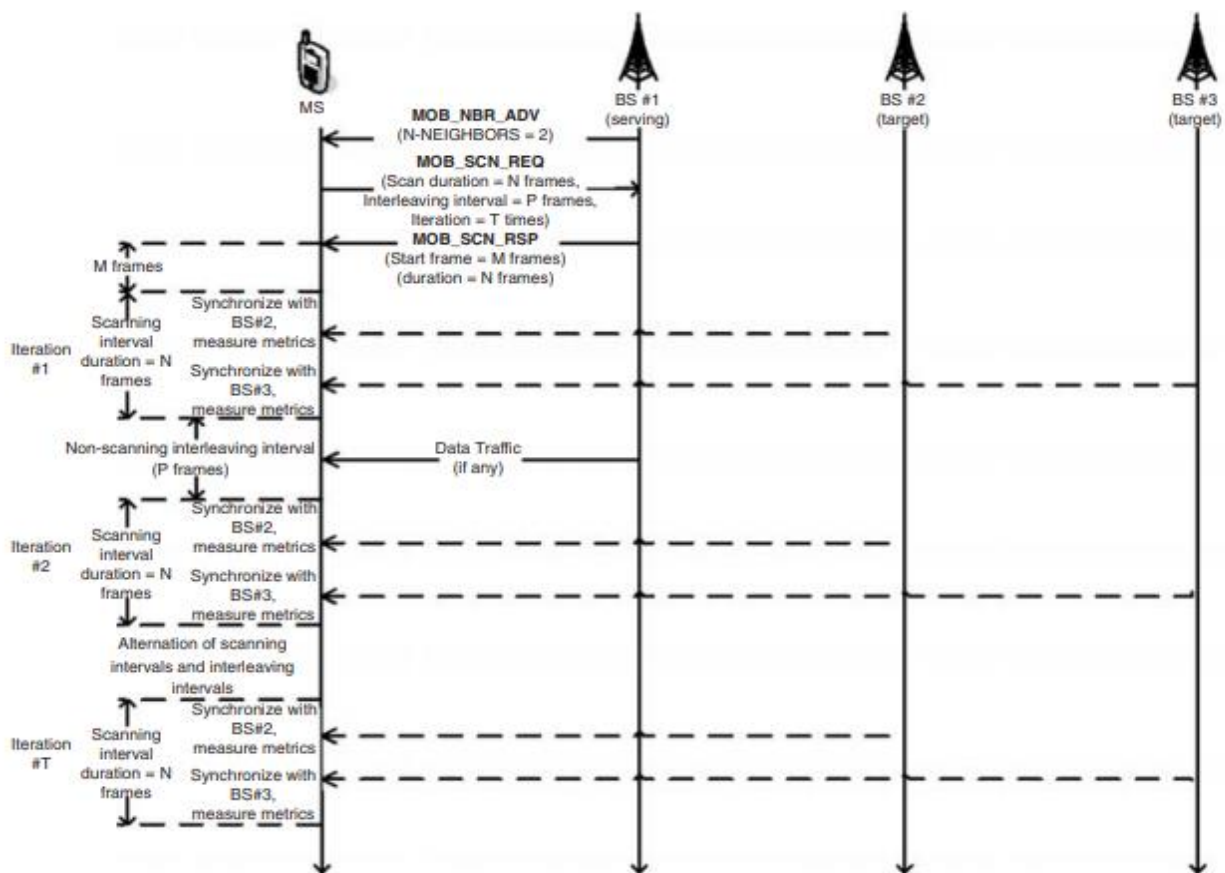 MS
BS #1
(serving)
BS #2
(target)
BS #3
(target)
MOB_NBR_ADV
(N-NEIGHBORS = 2)
MOB_SCN_REQ
(Scan duration = N frames,
Interleaving interval = P frames,
Iteration = T times)
MOB_SCN_RSP
(Start frame = M frames)
(duration = N frames)
M frames
Iteration
#1
Scanning
interval
duration = N
frames
Synchronize with
BS#2,
measure metrics
Synchronize with
BS#3,
measure metrics
Non-scanning interleaving interval
(P frames)
Data Traffic
(if any)
Iteration
#2
Scanning
interval
duration = N
frames
Synchronize with
BS#2,
measure metrics
Synchronize with
BS#3,
measure metrics
Alternation of scanning
intervals and interleaving
intervals
Iteration
#T
Scanning
interval
duration = N
frames
Synchronize with
BS#2,
measure metrics
Synchronize with
BS#3,
measure metrics